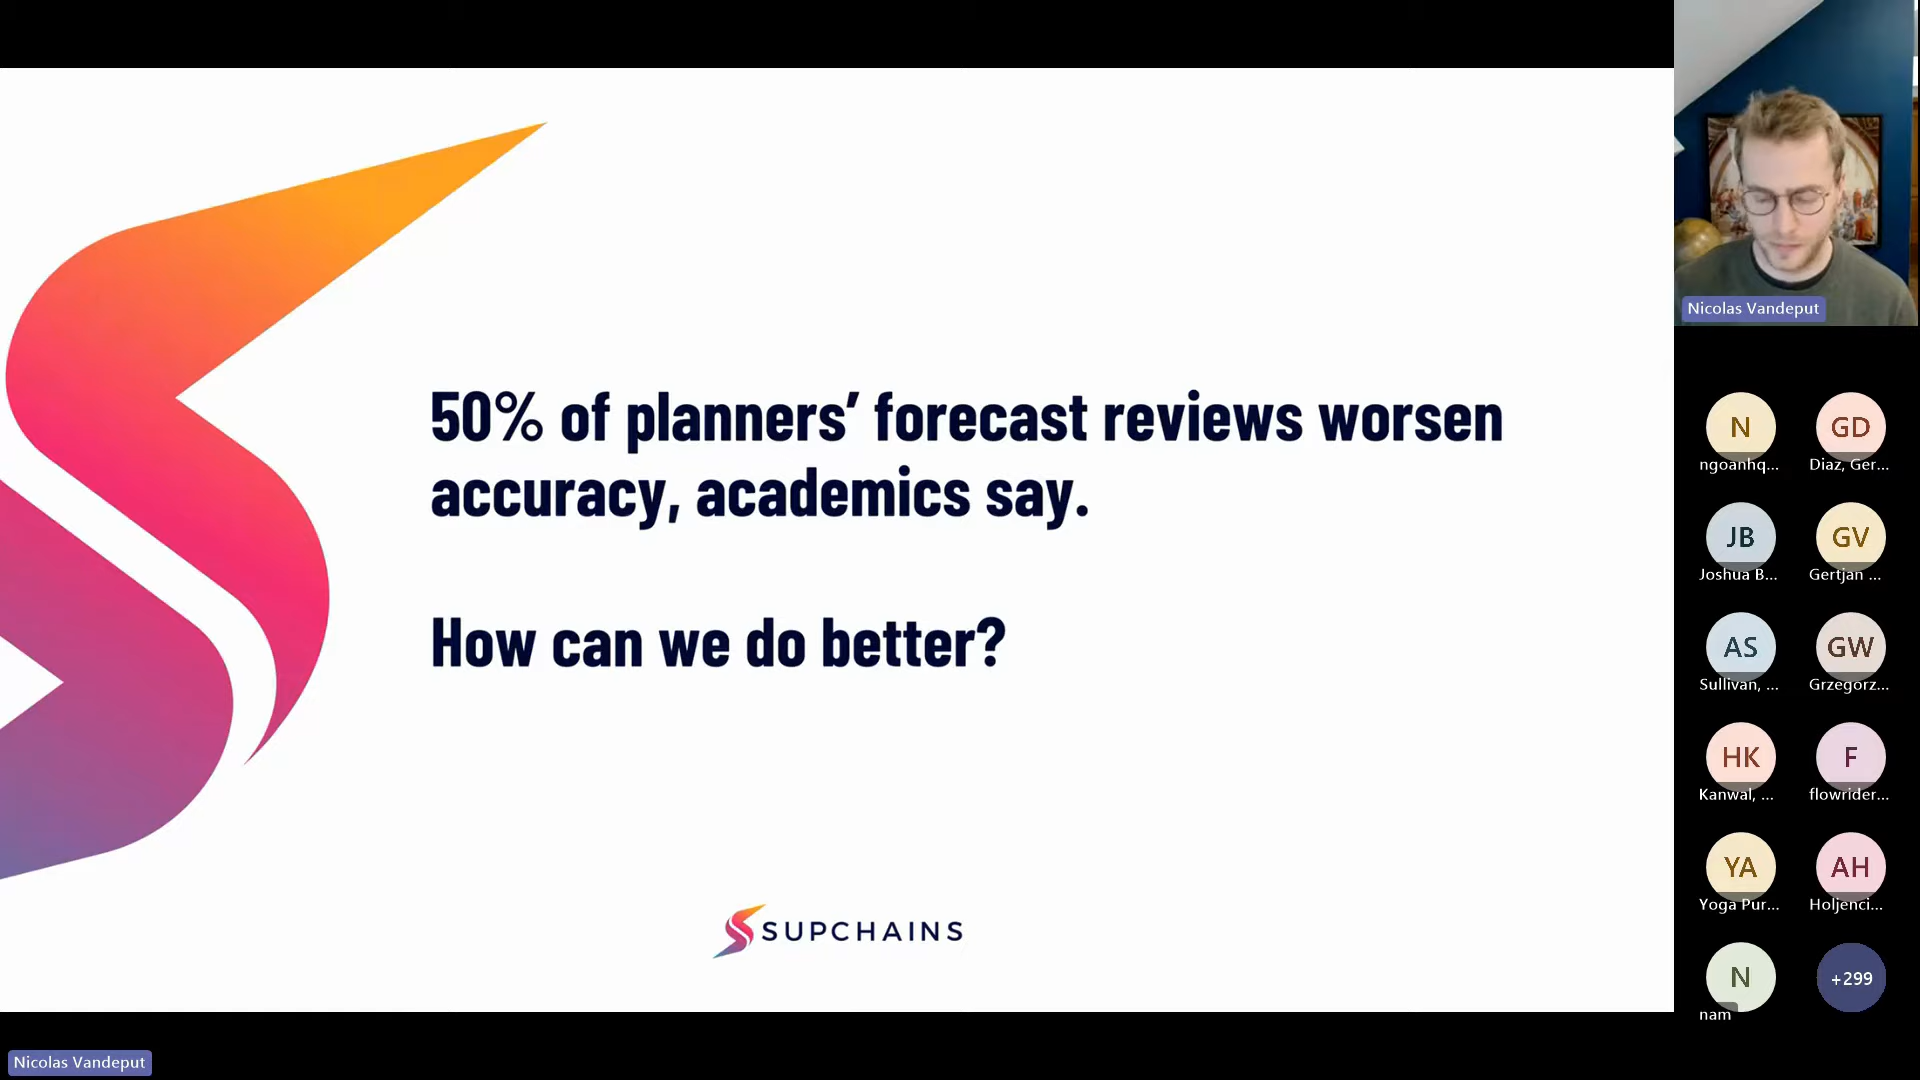 50% of planners’ forecast reviews worsen
accuracy, academics say.
How can we do better?
SUPCHAINS
Nicolas Vandeput
N
ngoanhq...
GD
Diaz, Ger...
JB
Joshua B...
GV
Gertjan ...
AS
Sullivan, ...
GW
Grzegorz...
HK
Kanwal, ...
F
flowrider...
YA
Yoga Pur...
AH
Holjenci...
N
nam
+299
Nicolas Vandeput